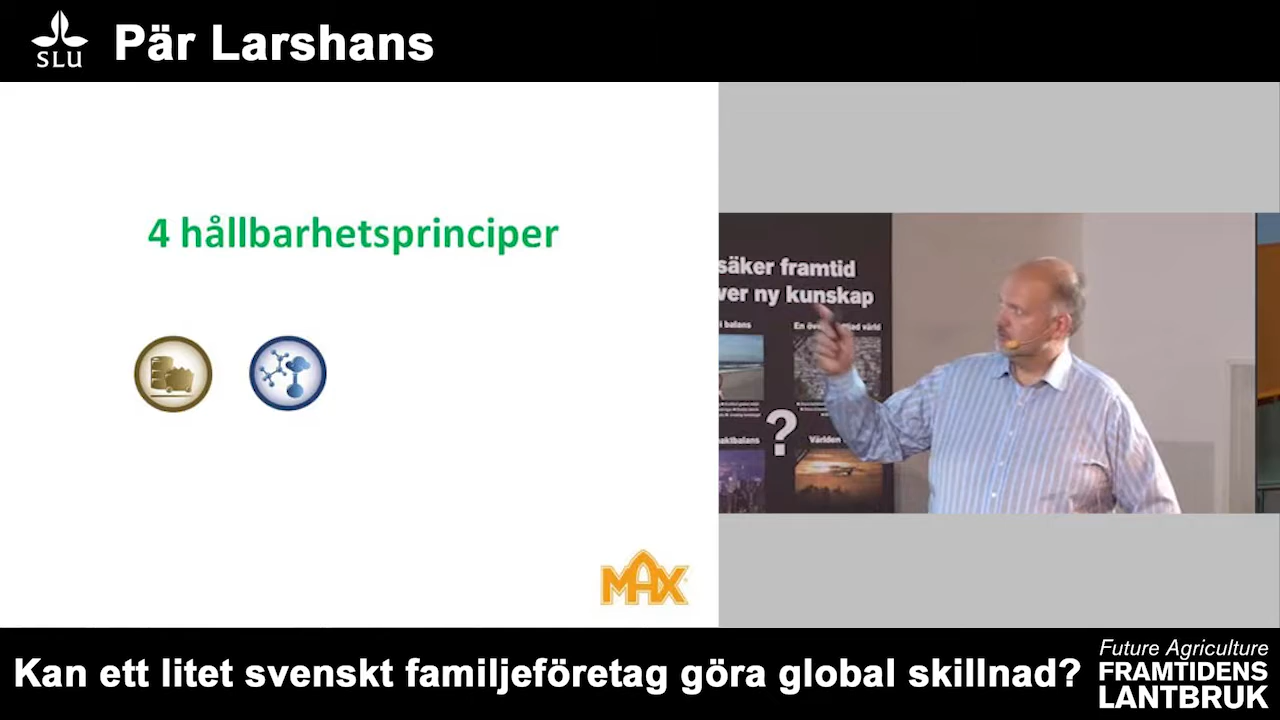 SLU
Pär Larshans
4 hållbarhetsprinciper
MAX
säker framtid
ver ny kunskap
i balans
?
Världen
Kan ett litet svenskt familjeföretag göra global skillnad?
Future Agriculture
FRAMTIDENS
LANTBRUK